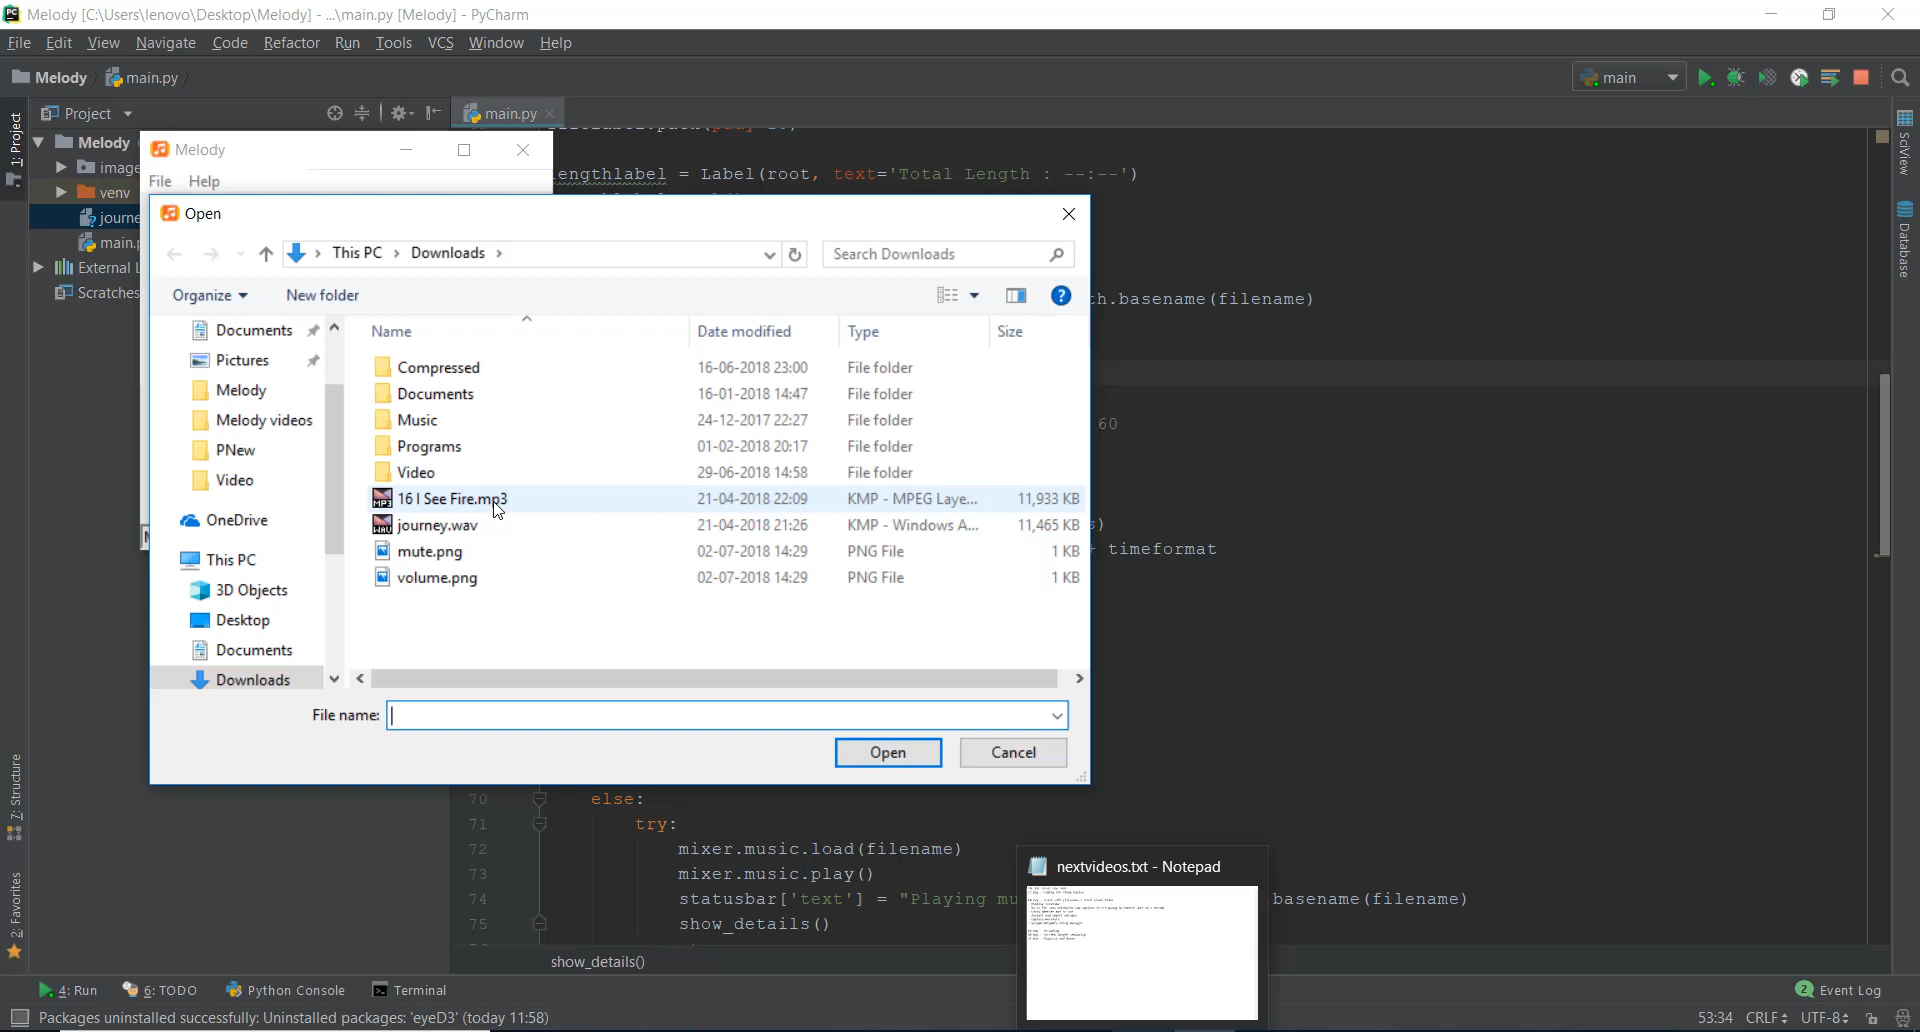 Melody [C:\Users\lenovo\Desktop\Melody] - ...\main.py [Melody] - PyCharm
File Edit View Navigate Code Refactor Run Tools VCS Window Help
Melody main.py
main
Project
main.py
1: Project
SciView
Database
7: Structure
2: Favorites
Melody
venv
External
Scratches
Melody
File Help
engthlabel = Label(root, text='Total Length : --:--')
Open
This PC > Downloads >
Search Downloads
Organize
New folder
h.basename(filename)
Documents
Pictures
Melody
Melody videos
PNew
Video
OneDrive
This PC
3D Objects
Desktop
Documents
Downloads
Name Date modified Type Size
Compressed 16-06-2018 23:00 File folder
Documents 16-01-2018 14:47 File folder
Music 24-12-2017 22:27 File folder
Programs 01-02-2018 20:17 File folder
Video 29-06-2018 14:58 File folder
16 I See Fire.mp3 21-04-2018 22:09 KMP - MPEG Laye... 11,933 KB
journey.wav 21-04-2018 21:26 KMP - Windows A... 11,465 KB
mute.png 02-07-2018 14:29 PNG File 1 KB
volume.png 02-07-2018 14:29 PNG File 1 KB
60
)
timeformat
File name:
Open Cancel
70 else:
71 try:
72 mixer.music.load(filename)
73 mixer.music.play()
74 statusbar['text'] = "Playing mu
basename(filename)
75 show_details()
nextvideos.txt - Notepad
show_details()
4: Run 6: TODO Python Console Terminal
2 Event Log
Packages uninstalled successfully: Uninstalled packages: 'eyeD3' (today 11:58)
53:34 CRLF UTF-8